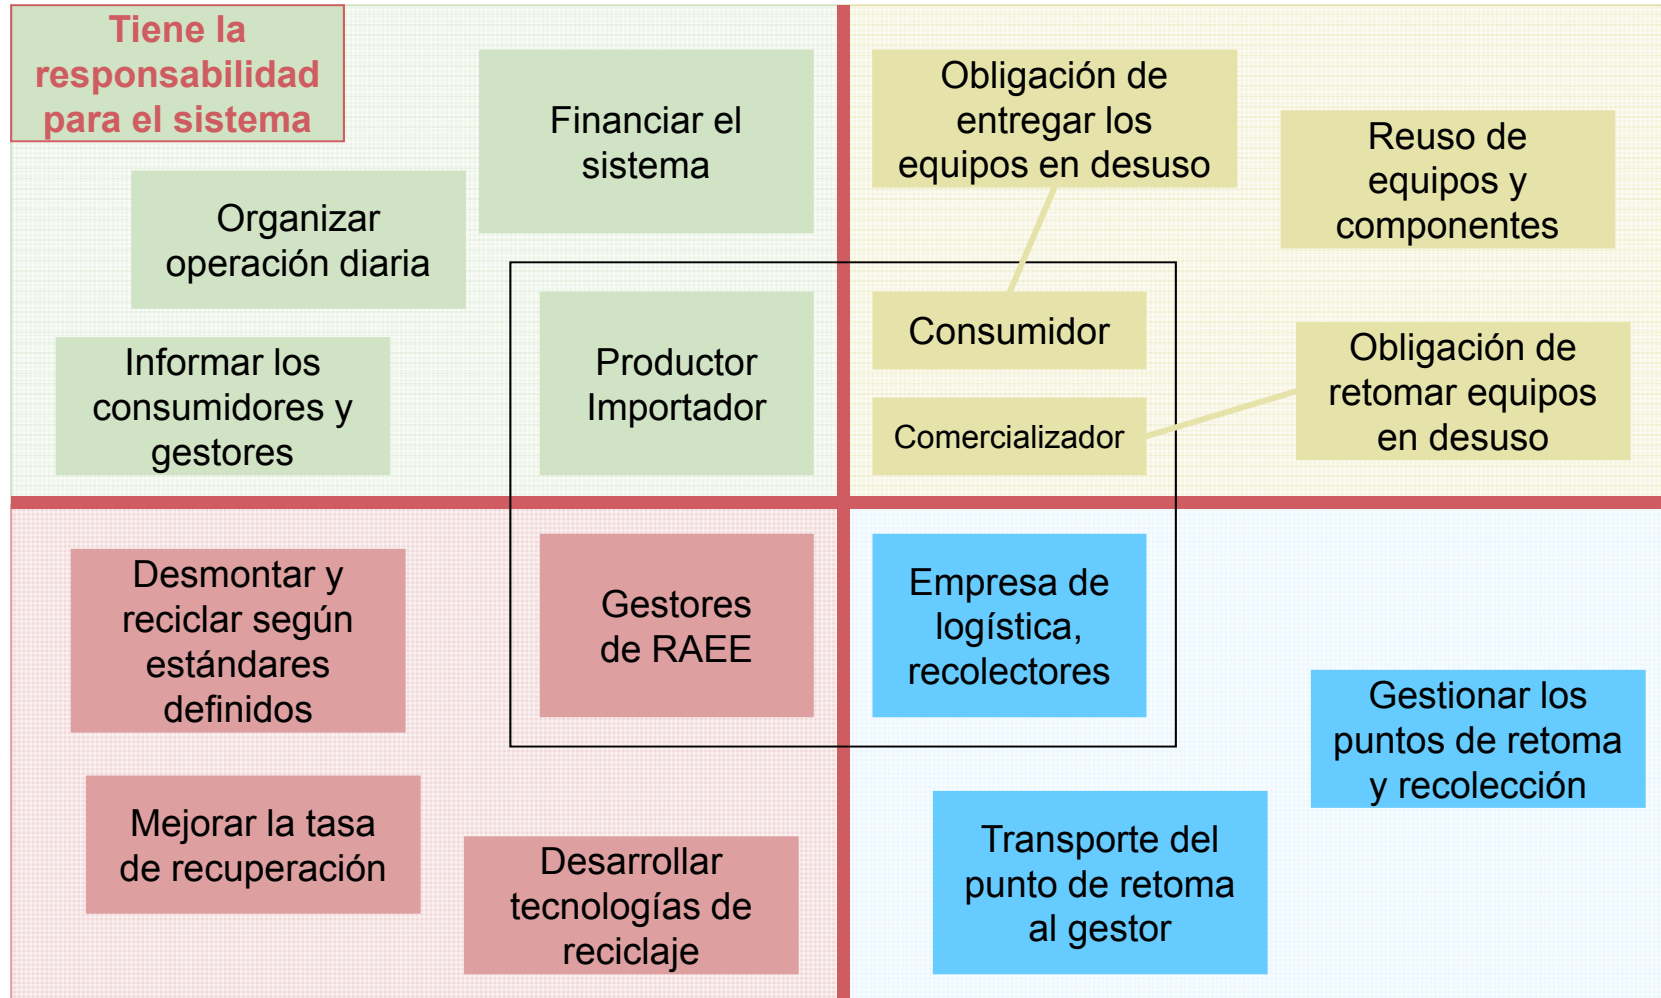 Tiene la
responsabilidad
para el sistema
Financiar el
sistema
Organizar
operación diaria
Informar los
consumidores y
gestores
Productor
Importador
Obligación de
entregar los
equipos en desuso
Reuso de
equipos y
componentes
Consumidor
Comercializador
Obligación de
retomar equipos
en desuso
Desmontar y
reciclar según
estándares
definidos
Gestores
de RAEE
Mejorar la tasa
de recuperación
Desarrollar
tecnologías de
reciclaje
Empresa de
logística,
recolectores
Gestionar los
puntos de retoma
y recolección
Transporte del
punto de retoma
al gestor